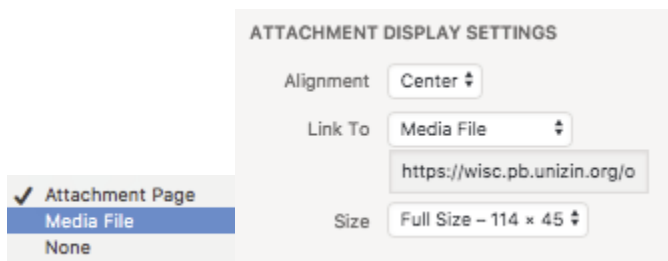 ATTACHMENT DISPLAY SETTINGS
Alignment Center
Link To Media File
https://wisc.pb.unizin.org/o
Size Full Size – 114 × 45
✓ Attachment Page
Media File
None